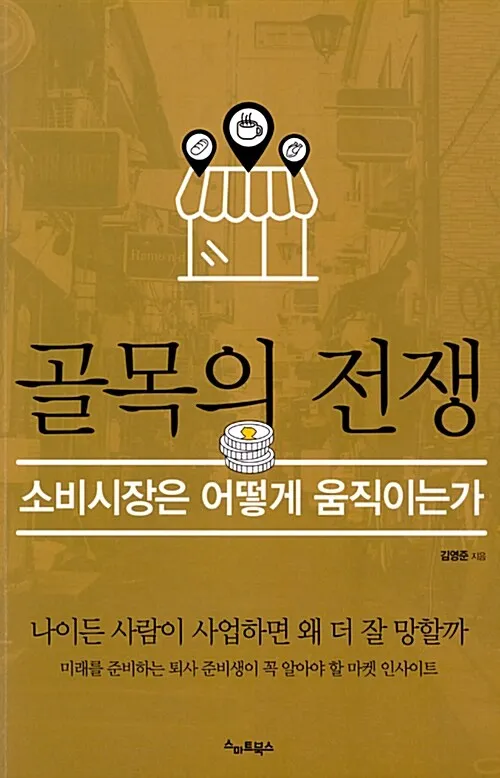 골목의 전쟁
소비시장은 어떻게 움직이는가
김영준 지음
나이든 사람이 사업하면 왜 더 잘 망할까
미래를 준비하는 퇴사 준비생이 꼭 알아야 할 마켓 인사이트
스마트북스